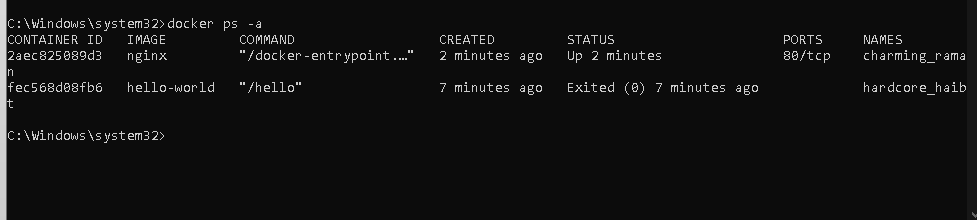 C:\Windows\system32>docker ps -a
CONTAINER ID   IMAGE         COMMAND                  CREATED         STATUS                     PORTS     NAMES
2aec825089d3   nginx         "/docker-entrypoint.…"   2 minutes ago   Up 2 minutes               80/tcp    charming_rama
n
fec568d08fb6   hello-world   "/hello"                 7 minutes ago   Exited (0) 7 minutes ago             hardcore_haib
t
C:\Windows\system32>